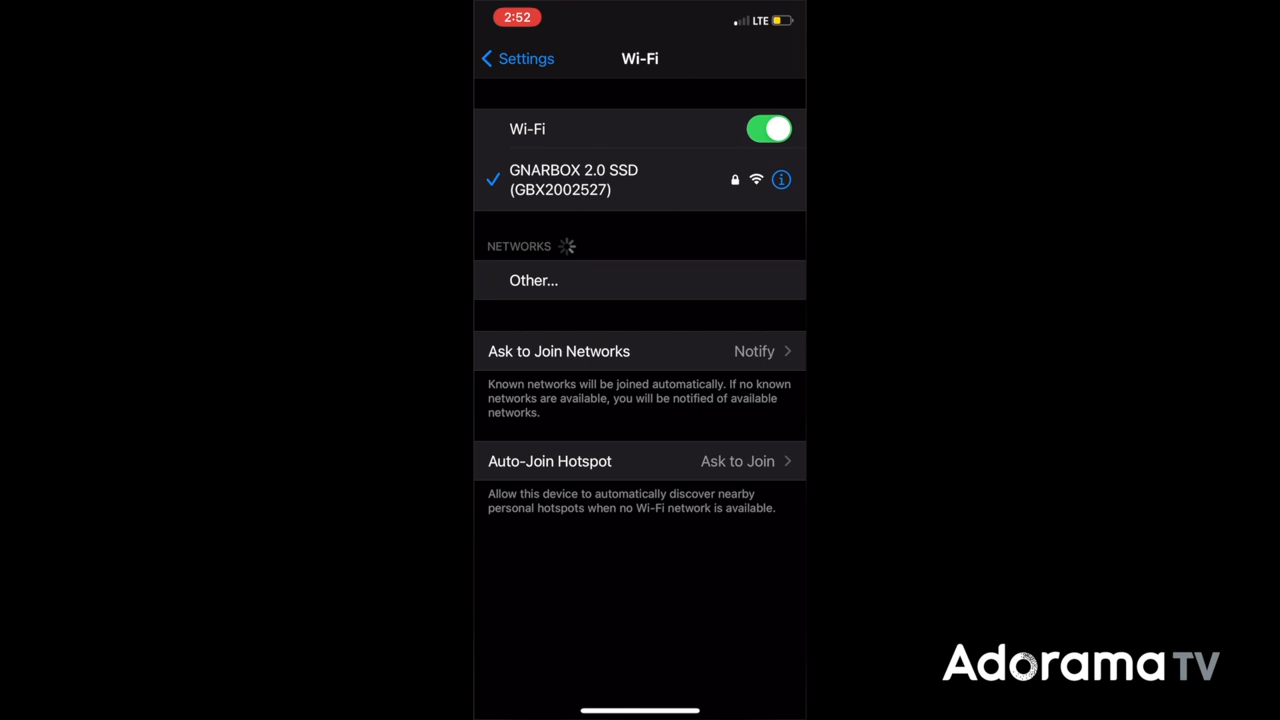 2:52
LTE
Settings
Wi-Fi
Wi-Fi
GNARBOX 2.0 SSD
(GBX2002527)
NETWORKS
Other...
Ask to Join Networks
Notify
Known networks will be joined automatically. If no known
networks are available, you will be notified of available
networks.
Auto-Join Hotspot
Ask to Join
Allow this device to automatically discover nearby
personal hotspots when no Wi-Fi network is available.
Adorama TV